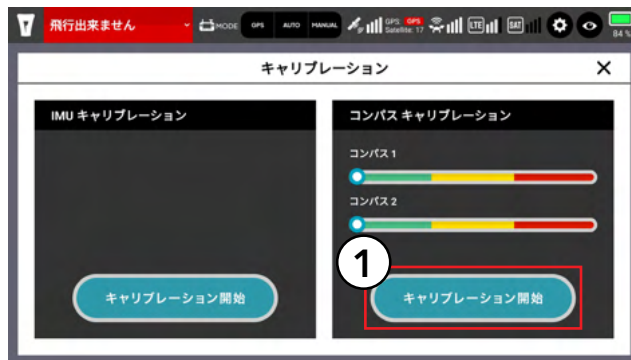 飛行出来ません
MODE GPS AUTO MANUAL
GPS GPS
Satellite: 17
LTE
SAT
84 %
キャリブレーション
IMU キャリブレーション
コンパス キャリブレーション
コンパス 1
コンパス 2
1
キャリブレーション開始
キャリブレーション開始